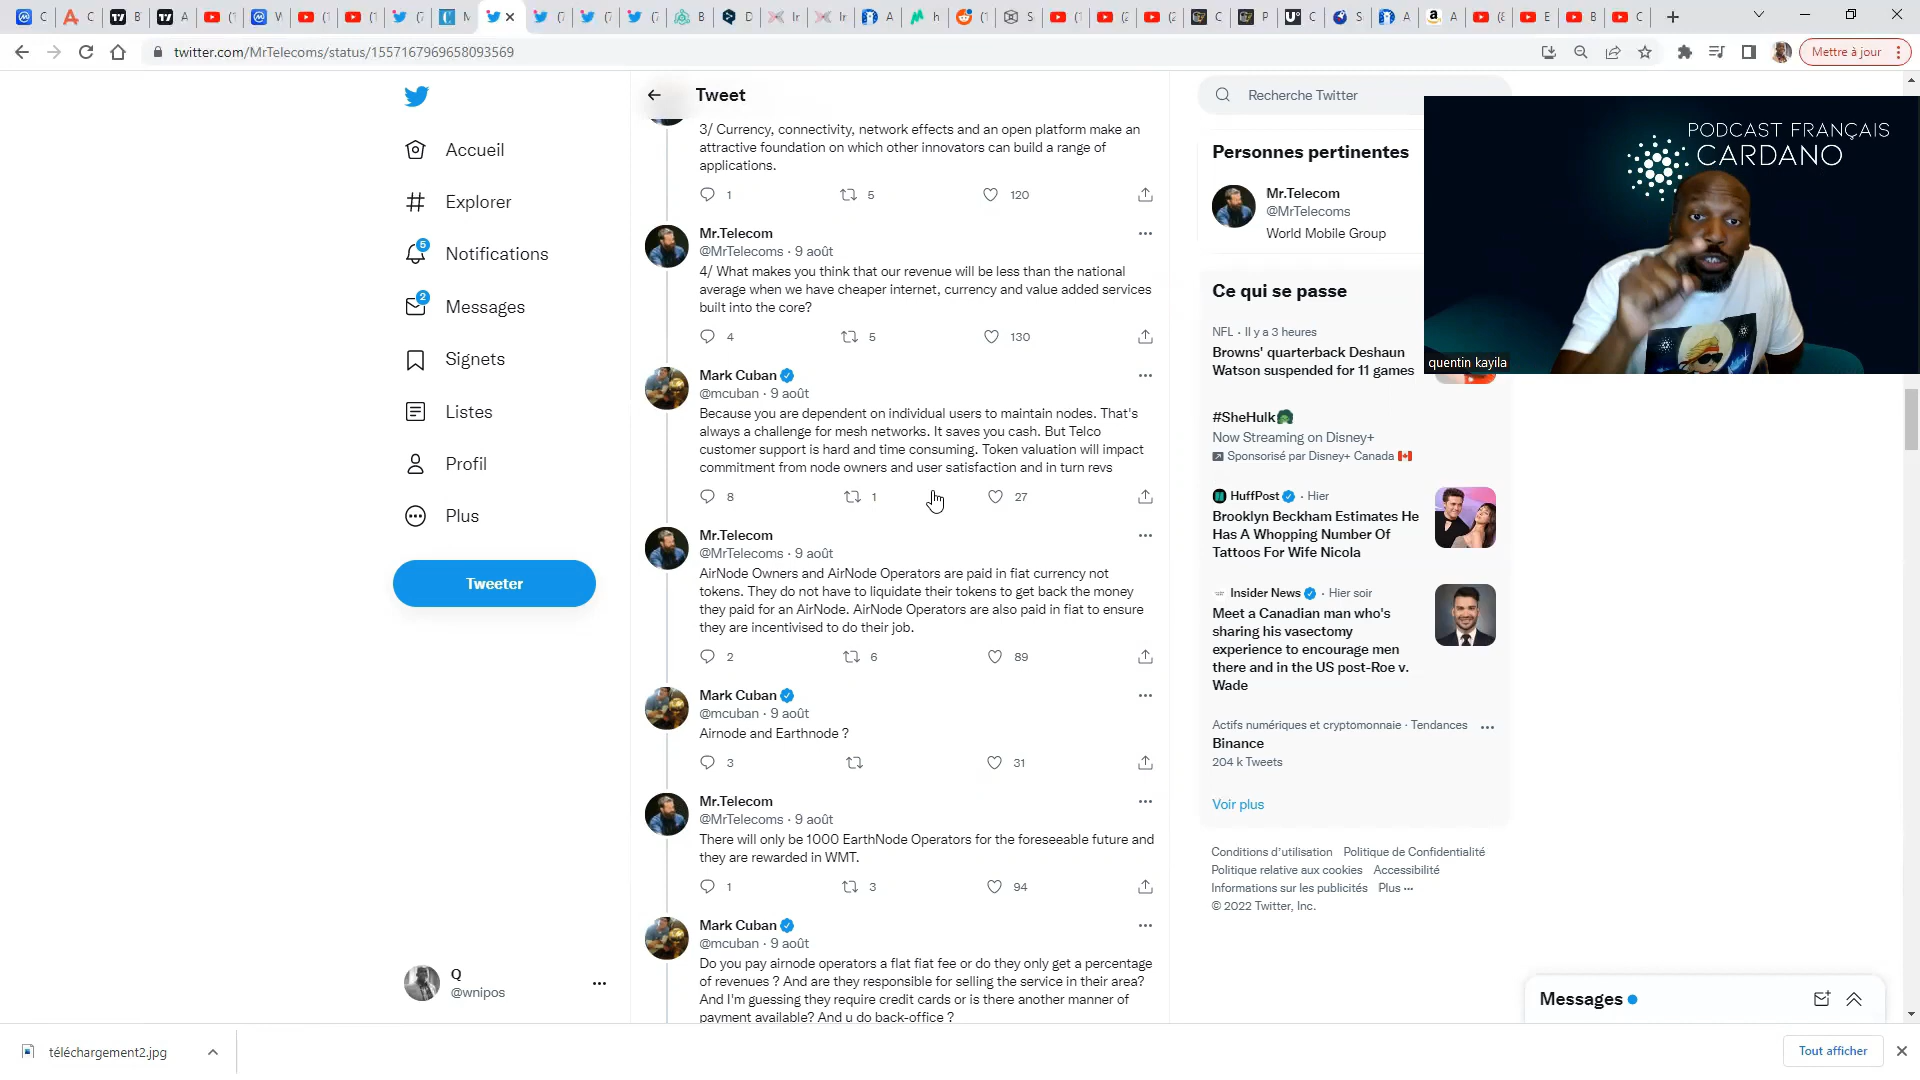 twitter.com/MrTelecoms/status/1557167969658093569
Mettre à jour
Accueil
Explorer
5
Notifications
2
Messages
Signets
Listes
Profil
Plus
Tweeter
Q
@wnipos
Tweet
3/ Currency, connectivity, network effects and an open platform make an
attractive foundation on which other innovators can build a range of
applications.
1 5 120
Mr.Telecom
@MrTelecoms · 9 août
4/ What makes you think that our revenue will be less than the national
average when we have cheaper internet, currency and value added services
built into the core?
4 5 130
Mark Cuban
@mcuban · 9 août
Because you are dependent on individual users to maintain nodes. That's
always a challenge for mesh networks. It saves you cash. But Telco
customer support is hard and time consuming. Token valuation will impact
commitment from node owners and user satisfaction and in turn revs
8 1 27
Mr.Telecom
@MrTelecoms · 9 août
AirNode Owners and AirNode Operators are paid in fiat currency not
tokens. They do not have to liquidate their tokens to get back the money
they paid for an AirNode. AirNode Operators are also paid in fiat to ensure
they are incentivised to do their job.
2 6 89
Mark Cuban
@mcuban · 9 août
Airnode and Earthnode ?
3 31
Mr.Telecom
@MrTelecoms · 9 août
There will only be 1000 EarthNode Operators for the foreseeable future and
they are rewarded in WMT.
1 3 94
Mark Cuban
@mcuban · 9 août
Do you pay airnode operators a flat fiat fee or do they only get a percentage
of revenues ? And are they responsible for selling the service in their area?
And I'm guessing they require credit cards or is there another manner of
payment available? And u do back-office ?
Recherche Twitter
Personnes pertinentes
Mr.Telecom
@MrTelecoms
World Mobile Group
Ce qui se passe
NFL · Il y a 3 heures
Browns' quarterback Deshaun
Watson suspended for 11 games
#SheHulk
Now Streaming on Disney+
Sponsorisé par Disney+ Canada
HuffPost · Hier
Brooklyn Beckham Estimates He
Has A Whopping Number Of
Tattoos For Wife Nicola
Insider News · Hier soir
Meet a Canadian man who's
sharing his vasectomy
experience to encourage men
there and in the US post-Roe v.
Wade
Actifs numériques et cryptomonnaie · Tendances
Binance
204 k Tweets
Voir plus
Conditions d'utilisation Politique de Confidentialité
Politique relative aux cookies Accessibilité
Informations sur les publicités Plus
© 2022 Twitter, Inc.
PODCAST FRANÇAIS
CARDANO
quentin kayila
Messages
téléchargement2.jpg
Tout afficher